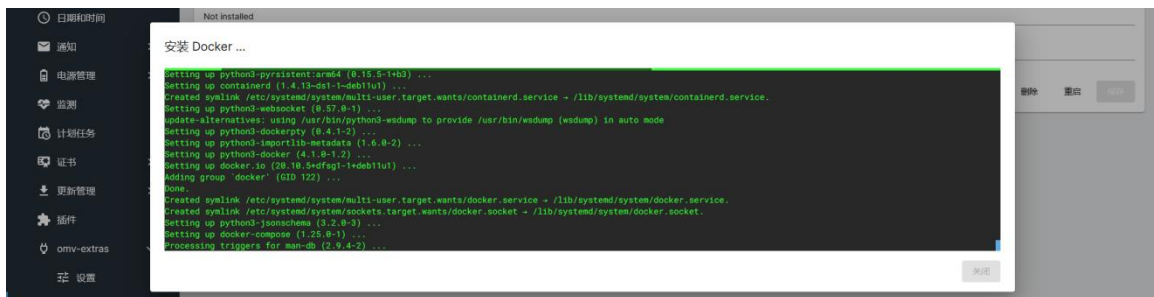 日期和时间
Not installed
通知
安装 Docker ...
电源管理
Setting up python3-pyrsistent:arm64 (0.15.5-1+b3) ...
Setting up containerd (1.4.13~ds1-1~deb11u1) ...
删除 重启 保存
监测
Created symlink /etc/systemd/system/multi-user.target.wants/containerd.service → /lib/systemd/system/containerd.service.
Setting up python3-websocket (0.57.0-1) ...
update-alternatives: using /usr/bin/python3-wsdump to provide /usr/bin/wsdump (wsdump) in auto mode
计划任务
Setting up python3-dockerpty (0.4.1-2) ...
Setting up python3-importlib-metadata (1.6.0-2) ...
Setting up python3-docker (4.1.0-1.2) ...
证书
Setting up docker.io (20.10.5+dfsg1-1+deb11u1) ...
Adding group `docker' (GID 122) ...
更新管理
Done.
Created symlink /etc/systemd/system/multi-user.target.wants/docker.service → /lib/systemd/system/docker.service.
Created symlink /etc/systemd/system/sockets.target.wants/docker.socket → /lib/systemd/system/docker.socket.
插件
Setting up python3-jsonschema (3.2.0-3) ...
Setting up docker-compose (1.25.0-1) ...
omv-extras
Processing triggers for man-db (2.9.4-2) ...
设置
关闭